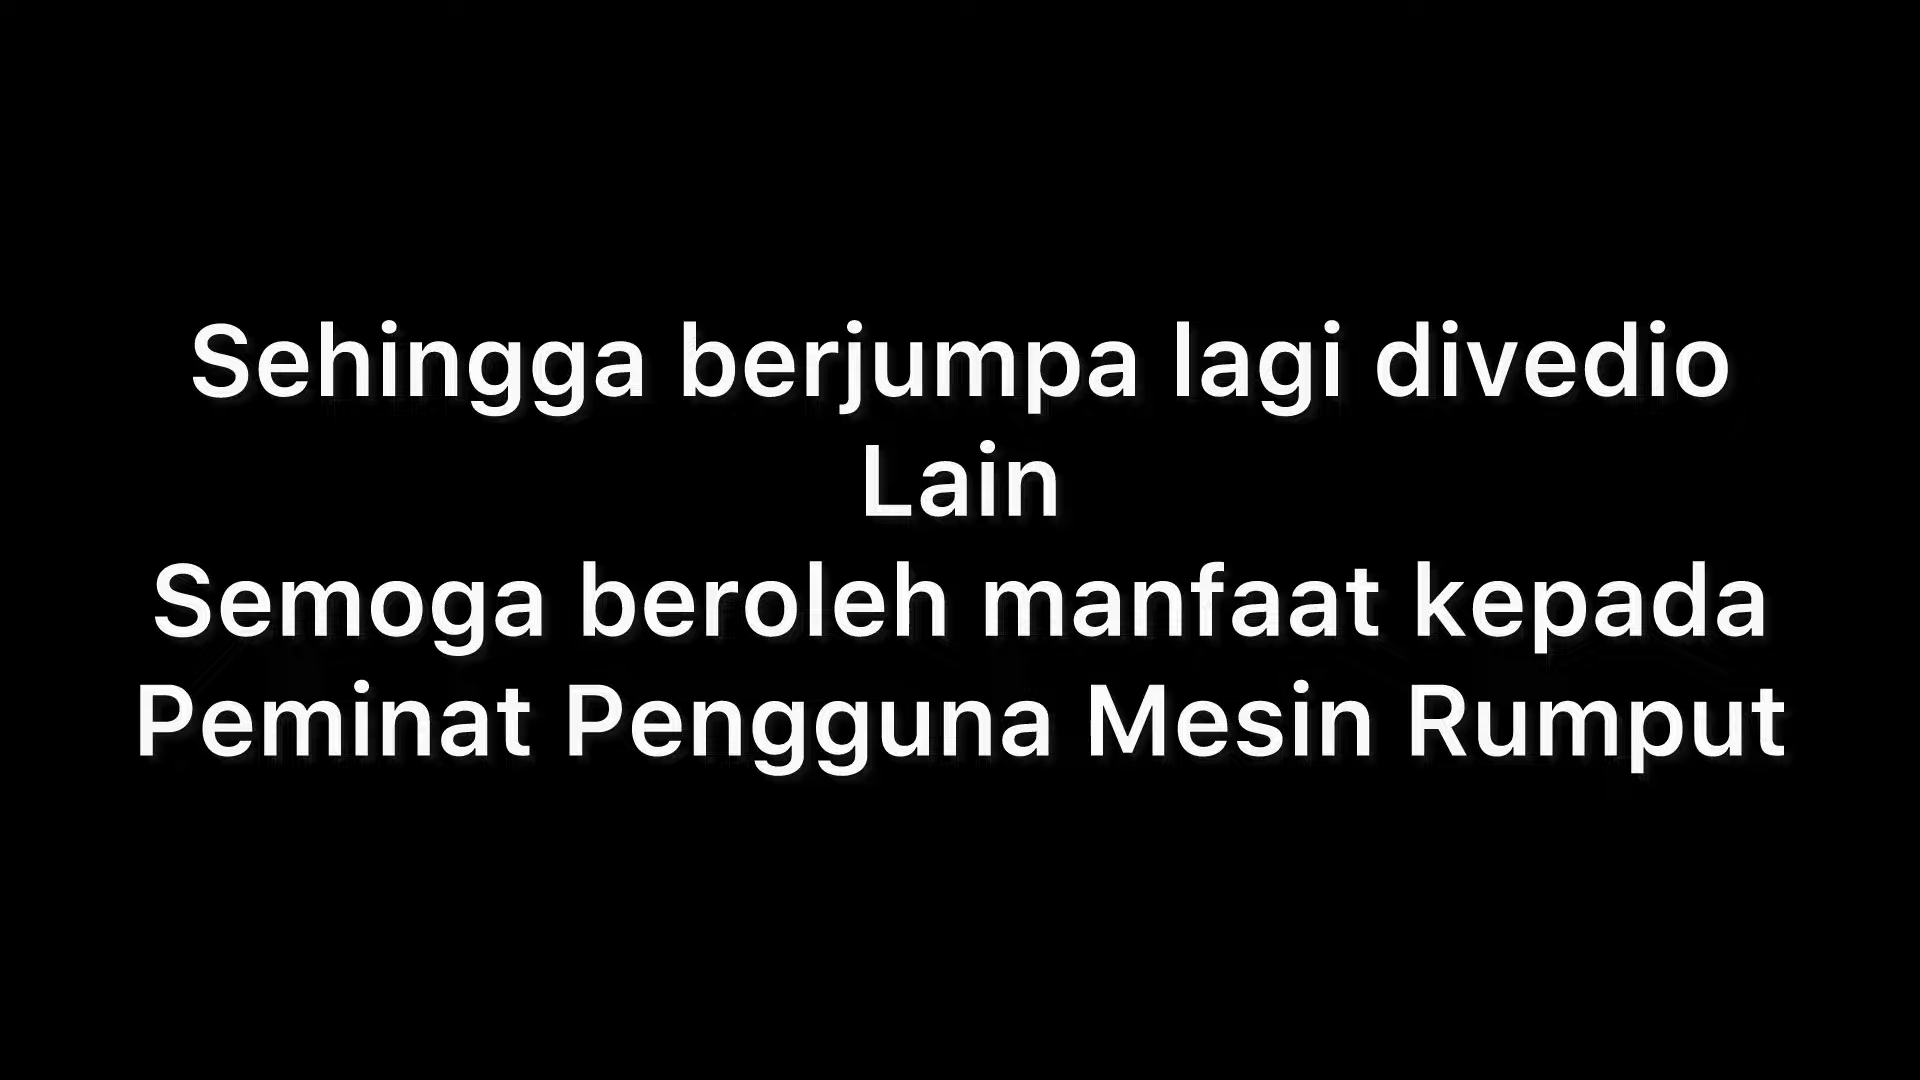 Sehingga berjumpa lagi divedio
Lain
Semoga beroleh manfaat kepada
Peminat Pengguna Mesin Rumput